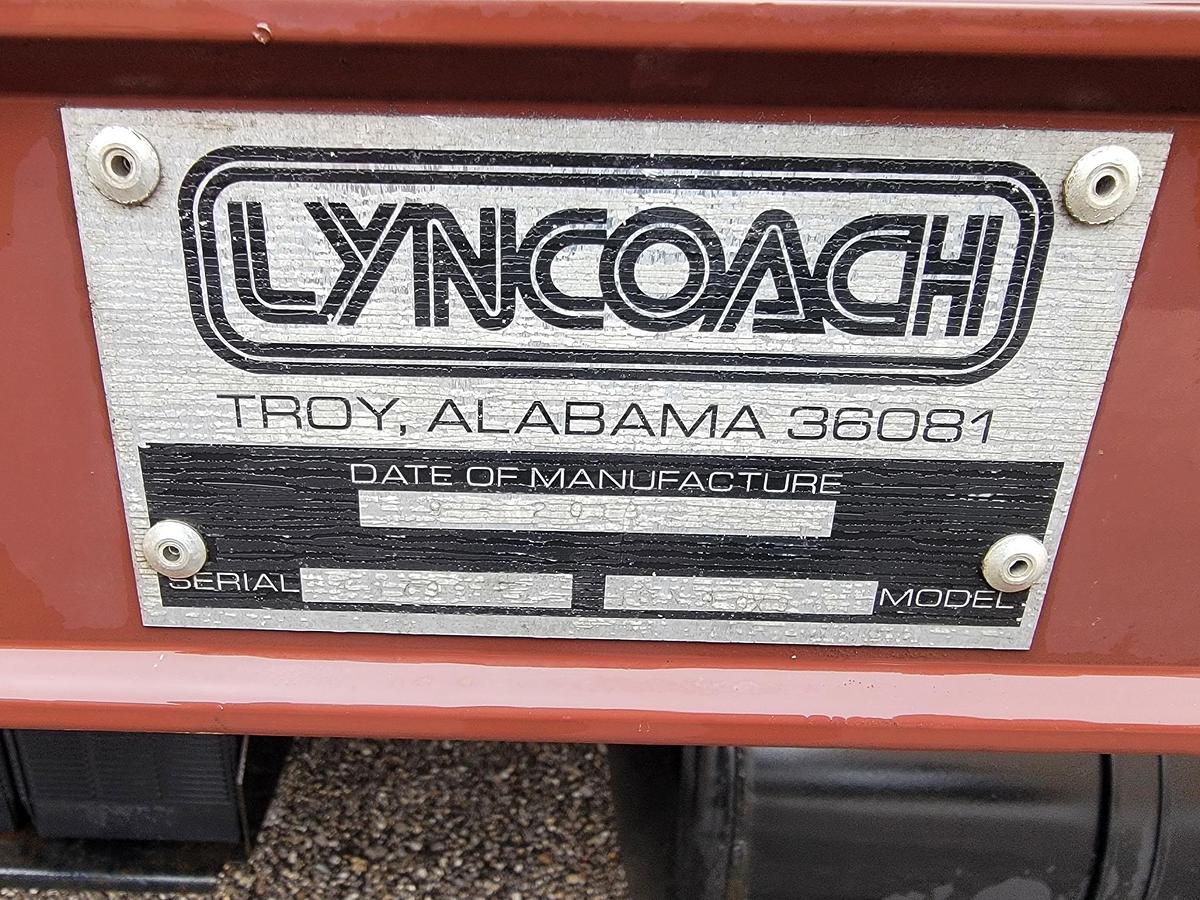 LYNCOACH
TROY, ALABAMA 36081
DATE OF MANUFACTURE
SERIAL
MODEL